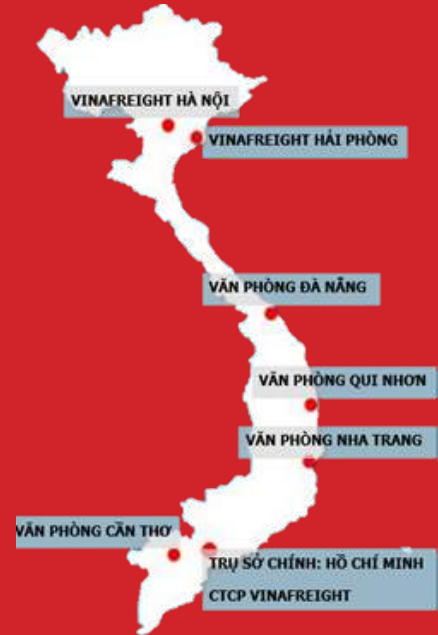 VINAFREIGHT HÀ NỘI
VINAFREIGHT HẢI PHÒNG
VĂN PHÒNG ĐÀ NẴNG
VĂN PHÒNG QUI NHƠN
VĂN PHÒNG NHA TRANG
VĂN PHÒNG CẦN THƠ
TRỤ SỞ CHÍNH: HỒ CHÍ MINH
CTCP VINAFREIGHT